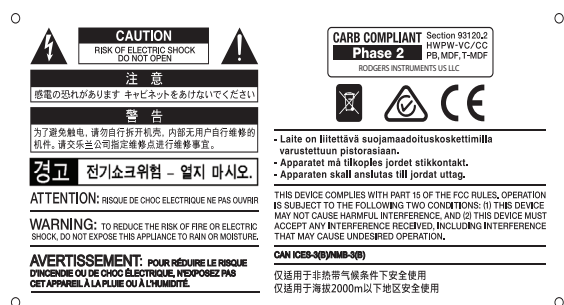 CAUTION
RISK OF ELECTRIC SHOCK
DO NOT OPEN
注 意
感電の恐れがあります キャビネットをあけないでください
警 告
为了避免触电，请勿自行拆开机壳，内部无用户自行维修的
机件。请交乐兰公司指定维修点进行维修事宜。
경고 전기쇼크위험 – 열지 마시오.
ATTENTION: RISQUE DE CHOC ELECTRIQUE NE PAS OUVRIR
WARNING: TO REDUCE THE RISK OF FIRE OR ELECTRIC
SHOCK, DO NOT EXPOSE THIS APPLIANCE TO RAIN OR MOISTURE.
AVERTISSEMENT: POUR RÉDUIRE LE RISQUE
D'INCENDIE OU DE CHOC ÉLECTRIQUE, N'EXPOSEZ PAS
CET APPAREIL À LA PLUIE OU À L'HUMIDITÉ.
CARB COMPLIANT Section 93120.2
Phase 2 HWPW-VC/CC
PB, MDF, T-MDF
RODGERS INSTRUMENTS US LLC
- Laite on liitettävä suojamaadoituskoskettimilla
varustettuun pistorasiaan.
- Apparatet må tilkoples jordet stikkontakt.
- Apparaten skall anslutas till jordat uttag.
THIS DEVICE COMPLIES WITH PART 15 OF THE FCC RULES. OPERATION
IS SUBJECT TO THE FOLLOWING TWO CONDITIONS: (1) THIS DEVICE
MAY NOT CAUSE HARMFUL INTERFERENCE, AND (2) THIS DEVICE MUST
ACCEPT ANY INTERFERENCE RECEIVED, INCLUDING INTERFERENCE
THAT MAY CAUSE UNDESIRED OPERATION.
CAN ICES-3(B)/NMB-3(B)
仅适用于非热带气候条件下安全使用
仅适用于海拔2000m以下地区安全使用